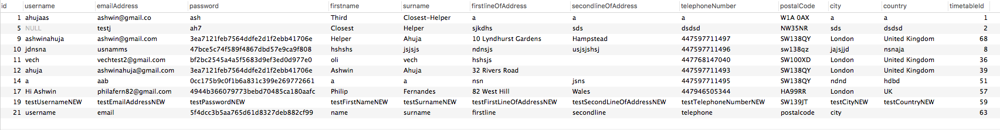 id username emailAddress password firstname surname firstlineOfAddress secondlineOfAddress telephoneNumber postalCode city country timetableId
1 ahujaas ashwin@gmail.co ash Third Closest-Helper a a a W1A 0AX a a 1
5 NULL testj ah7 Closest Helper sjkdhs sds dsdsd NW35NR sds dsdsd 2
9 ashwinahuja ashwin@gmail.com 3ea7121feb7564ddfe2d1f2ebb41706e Helper Ahuja 10 Lyndhurst Gardens Hampstead 447597711497 SW138QY London United Kingdom 68
10 jdnsna usnamms 47bce5c74f589f4867dbd57e9ca9f808 hshshs jsjsjs ndnsjs usjsjshsj 447597711496 sw138qz jajsjjd nsnaja 8
11 vech vechtest2@gmail.com bf2bc2545a4a5f5683d9ef3ed0d977e0 oli vech hshsjs 447768147040 SW100XD London United Kingdom 36
12 ahuja ashwinahuja@gmail.com 3ea7121feb7564ddfe2d1f2ebb41706e Ashwin Ahuja 32 Rivers Road 447597711493 SW138QY London United Kingdom 39
14 a aab 0cc175b9c0f1b6a831c399e269772661 a a nsn jsns 447597711495 SW138QY ndnd hdbd 51
17 Hi Ashwin philafern82@gmail.com 4944b366079773bebd70485ca180aafc Philip Fernandes 82 West Hill Wales 447946505344 HA99RR London UK 57
19 testUsernameNEW testEmailAddressNEW testPasswordNEW testFirstNameNEW testSurnameNEW testFirstLineOfAddressNEW testSecondLineOfAddressNEW testTelephoneNumberNEW SW139JT testCityNEW testCountryNEW 59
21 username email 5f4dcc3b5aa765d61d8327deb882cf99 name surname firstline secondline telephone postalcode city 63